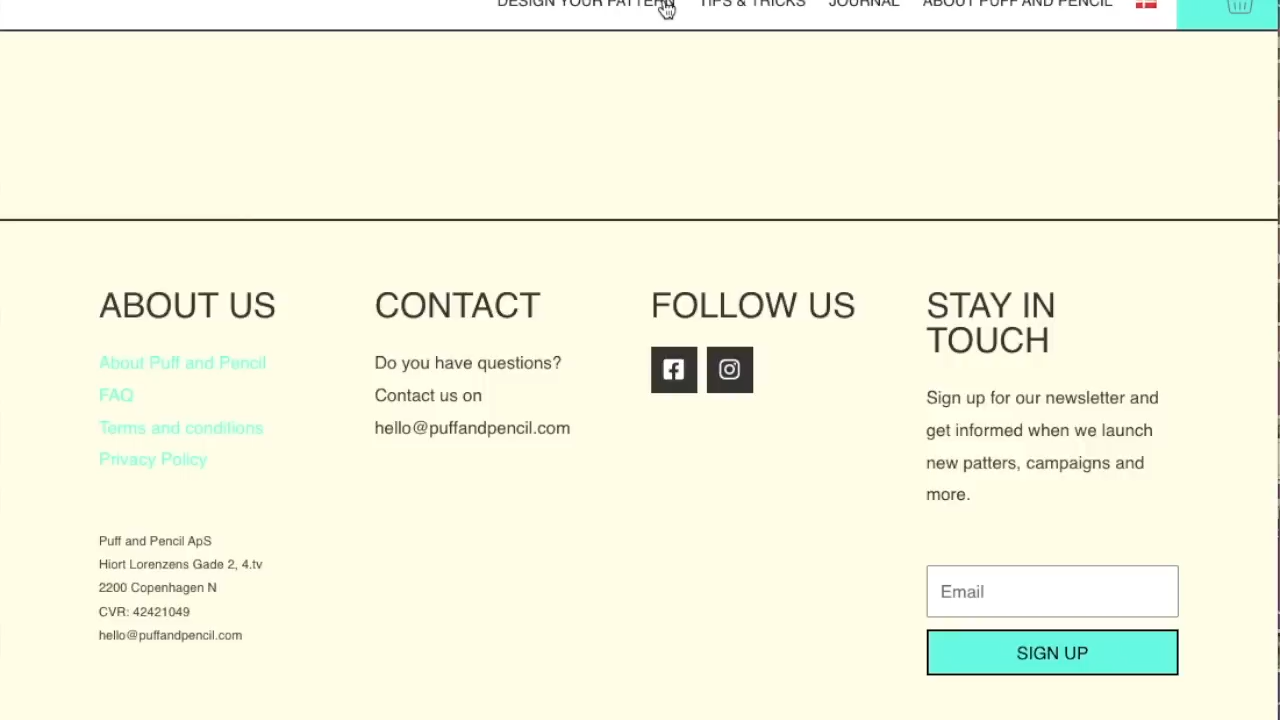 DESIGN YOUR PATTERN TIPS & TRICKS JOURNAL ABOUT PUFF AND PENCIL
ABOUT US
About Puff and Pencil
FAQ
Terms and conditions
Privacy Policy
Puff and Pencil ApS
Hiort Lorenzens Gade 2, 4.tv
2200 Copenhagen N
CVR: 42421049
hello@puffandpencil.com
CONTACT
Do you have questions?
Contact us on
hello@puffandpencil.com
FOLLOW US
STAY IN
TOUCH
Sign up for our newsletter and
get informed when we launch
new patters, campaigns and
more.
Email
SIGN UP